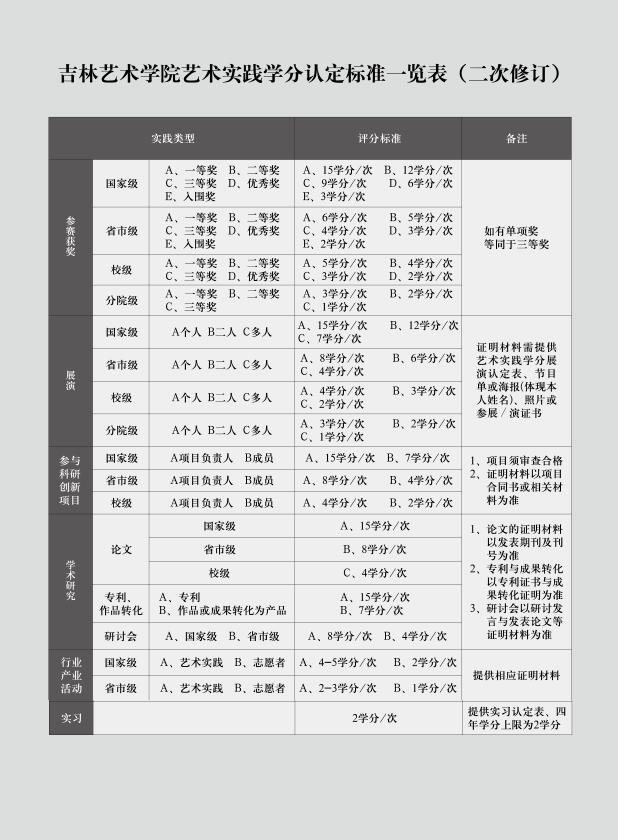 吉林艺术学院艺术实践学分认定标准一览表（二次修订）
实践类型 评分标准 备注
参赛获奖
国家级
A、一等奖 B、二等奖
C、三等奖 D、优秀奖
E、入围奖
A、15学分/次 B、12学分/次
C、9学分/次 D、6学分/次
E、3学分/次
省市级
A、一等奖 B、二等奖
C、三等奖 D、优秀奖
E、入围奖
A、6学分/次 B、5学分/次
C、4学分/次 D、3学分/次
E、2学分/次
校级
A、一等奖 B、二等奖
C、三等奖 D、优秀奖
A、5学分/次 B、4学分/次
C、3学分/次 D、2学分/次
分院级
A、一等奖 B、二等奖
C、三等奖
A、3学分/次 B、2学分/次
C、1学分/次
如有单项奖
等同于三等奖
展演
国家级 A个人 B二人 C多人
A、15学分/次 B、12学分/次
C、7学分/次
省市级 A个人 B二人 C多人
A、8学分/次 B、6学分/次
C、4学分/次
校级 A个人 B二人 C多人
A、4学分/次 B、3学分/次
C、2学分/次
分院级 A个人 B二人 C多人
A、3学分/次 B、2学分/次
C、1学分/次
证明材料需提供
艺术实践学分展
演认定表、节目
单或海报(体现本
人姓名)、照片或
参展/演证书
参与
科研
创新
项目
国家级 A项目负责人 B成员 A、15学分/次 B、7学分/次
省市级 A项目负责人 B成员 A、8学分/次 B、4学分/次
校级 A项目负责人 B成员 A、4学分/次 B、2学分/次
1、项目须审查合格
2、证明材料以项目
合同书或相关材
料为准
学术研究
论文
国家级 A、15学分/次
省市级 B、8学分/次
校级 C、4学分/次
专利、
作品转化
A、专利
B、作品或成果转化为产品
A、15学分/次
B、7学分/次
研讨会 A、国家级 B、省市级 A、8学分/次 B、4学分/次
1、论文的证明材料
以发表期刊及刊
号为准
2、专利与成果转化
以专利证书与成
果转化证明为准
3、研讨会以研讨发
言与发表论文等
证明材料为准
行业
产业
活动
国家级 A、艺术实践 B、志愿者 A、4-5学分/次 B、2学分/次
省市级 A、艺术实践 B、志愿者 A、2-3学分/次 B、1学分/次
提供相应证明材料
实习 2学分/次
提供实习认定表、四
年学分上限为2学分